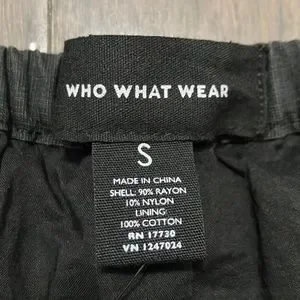 WHO WHAT WEAR
S
MADE IN CHINA
SHELL: 90% RAYON
10% NYLON
LINING
100% COTTON
RN 17730
VN 1247024